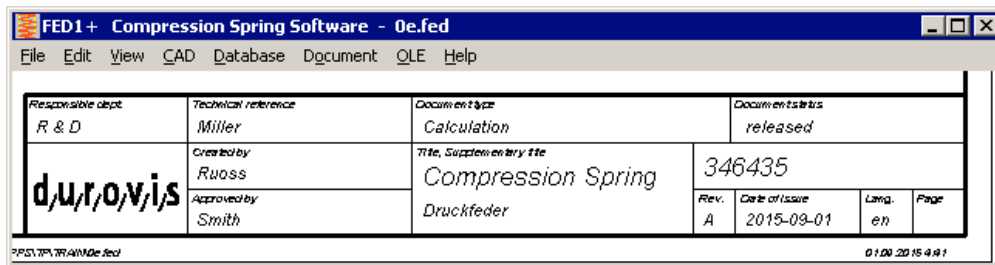 FED1+ Compression Spring Software - 0e.fed
File Edit View CAD Database Document OLE Help
Responsible dept. Technical reference Document type Document status
R & D Miller Calculation released
Created by Title, Supplementary title
Ruoss Compression Spring 346435
d/u/r/o/v/i/s Approved by Druckfeder Rev. Date of issue Lang. Page
Smith A 2015-09-01 en
01.09.2015 4:41